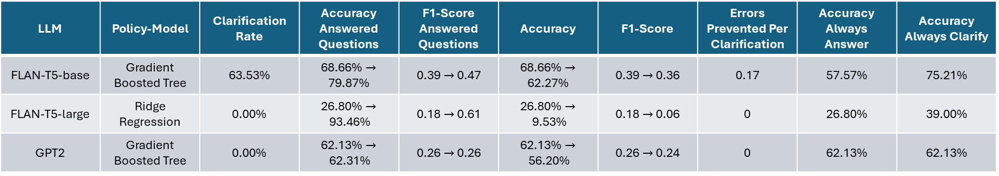 LLM
Policy-Model
Clarification
Rate
Accuracy
Answered
Questions
F1-Score
Answered
Questions
Accuracy
F1-Score
Errors
Prevented Per
Clarification
Accuracy
Always
Answer
Accuracy
Always Clarify
FLAN-T5-base
Gradient
Boosted Tree
63.53%
68.66% →
79.87%
0.39 → 0.47
68.66% →
62.27%
0.39 → 0.36
0.17
57.57%
75.21%
FLAN-T5-large
Ridge
Regression
0.00%
26.80% →
93.46%
0.18 → 0.61
26.80% →
9.53%
0.18 → 0.06
0
26.80%
39.00%
GPT2
Gradient
Boosted Tree
0.00%
62.13% →
62.31%
0.26 → 0.26
62.13% →
56.20%
0.26 → 0.24
0
62.13%
62.13%